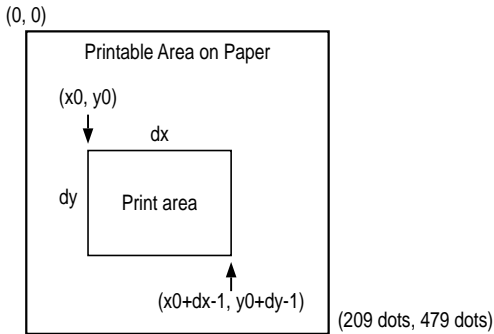 (0, 0)
Printable Area on Paper
(x0, y0)
dx
dy
Print area
(x0+dx-1, y0+dy-1)
(209 dots, 479 dots)